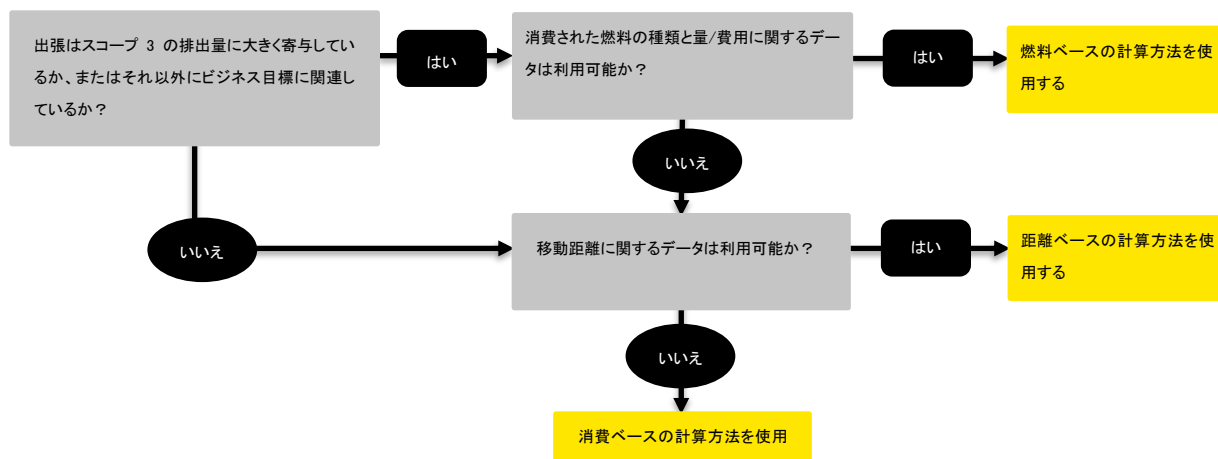 出張はスコープ 3 の排出量に大きく寄与してい
るか、またはそれ以外にビジネス目標に関連し
ているか？
はい
消費された燃料の種類と量/費用に関するデー
タは利用可能か？
はい
燃料ベースの計算方法を使
用する
いいえ
いいえ
移動距離に関するデータは利用可能か？
はい
距離ベースの計算方法を使
用する
いいえ
消費ベースの計算方法を使用